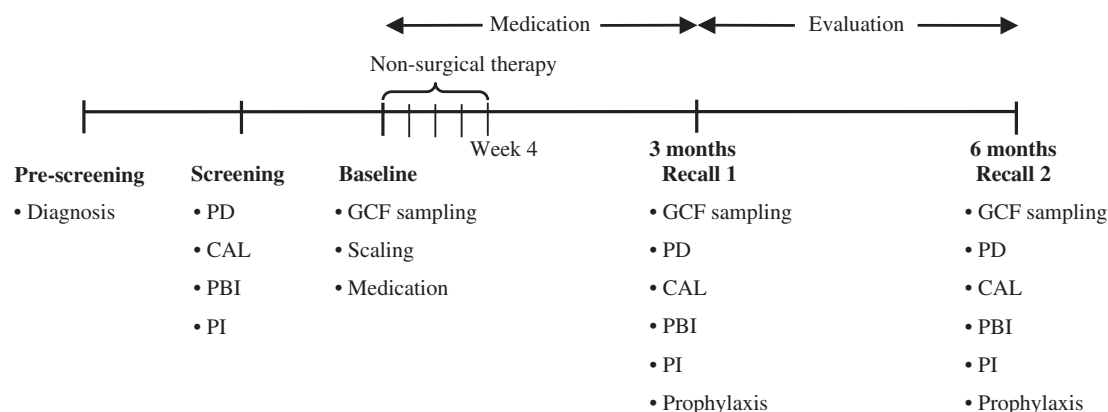 Medication Evaluation
Non-surgical therapy
Week 4
Pre-screening
• Diagnosis
Screening
• PD
• CAL
• PBI
• PI
Baseline
• GCF sampling
• Scaling
• Medication
3 months
Recall 1
• GCF sampling
• PD
• CAL
• PBI
• PI
• Prophylaxis
6 months
Recall 2
• GCF sampling
• PD
• CAL
• PBI
• PI
• Prophylaxis